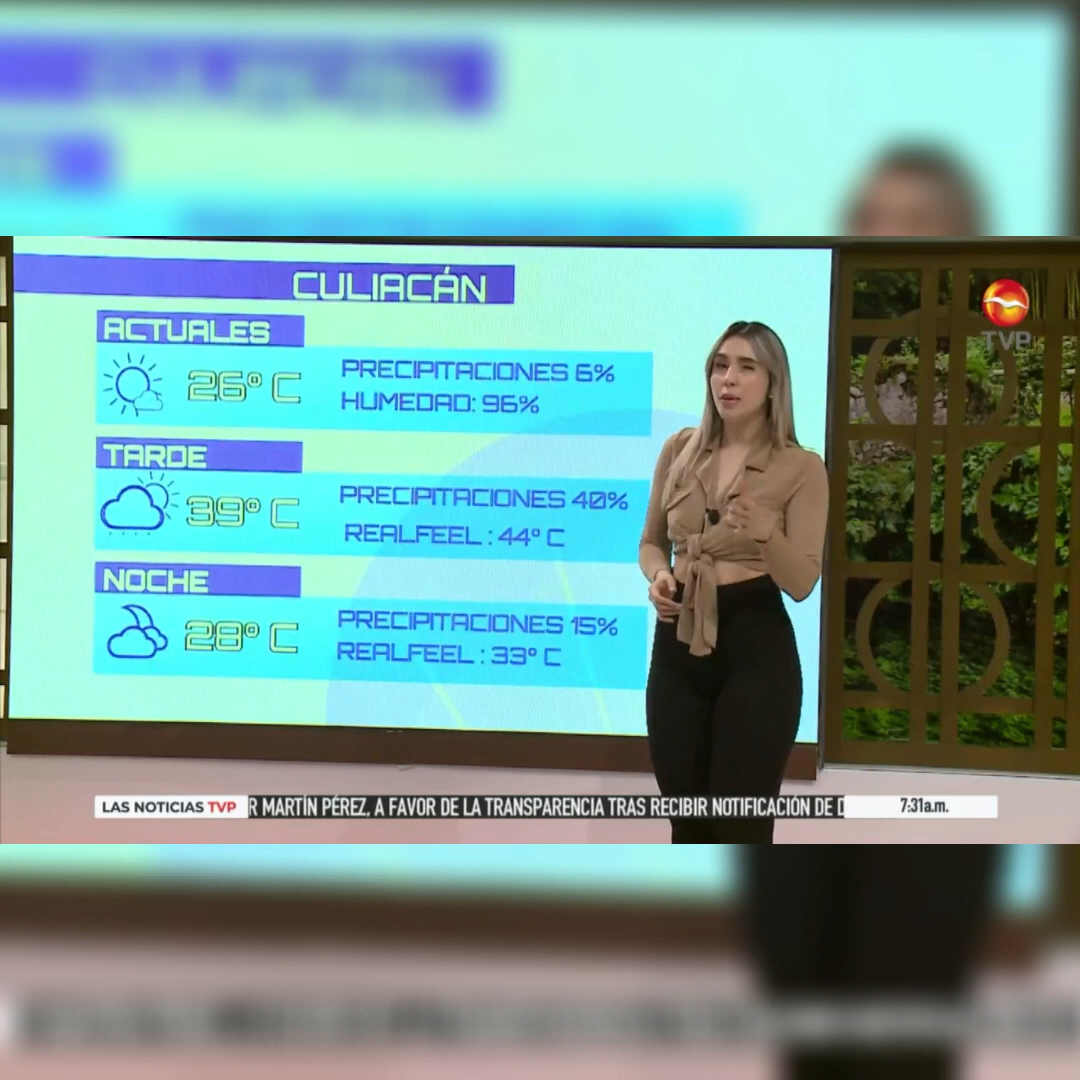 CULIACÁN
ACTUALES
26° C
PRECIPITACIONES 6%
HUMEDAD: 96%
TARDE
39° C
PRECIPITACIONES 40%
REALFEEL : 44° C
NOCHE
28° C
PRECIPITACIONES 15%
REALFEEL : 33° C
TVP
LAS NOTICIAS TVP
R MARTÍN PÉREZ, A FAVOR DE LA TRANSPARENCIA TRAS RECIBIR NOTIFICACIÓN DE
7:31a.m.